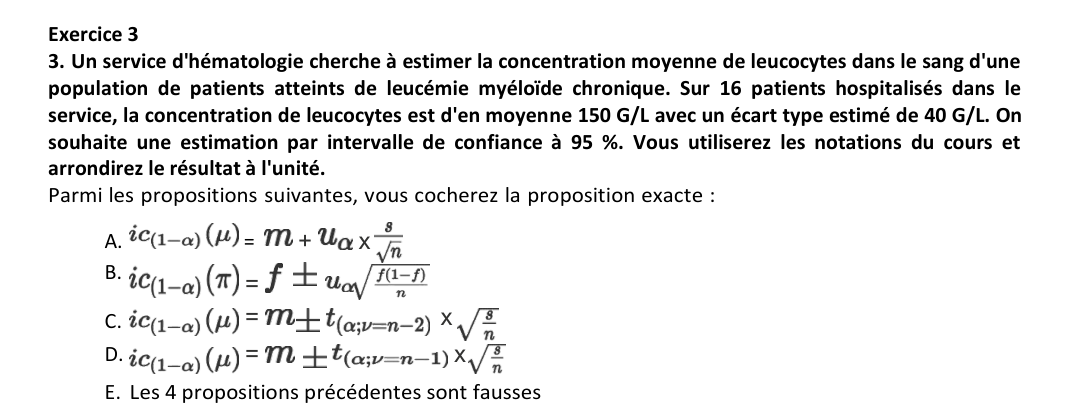 Exercice 3
3. Un service d'hématologie cherche à estimer la concentration moyenne de leucocytes dans le sang d'une
population de patients atteints de leucémie myéloïde chronique. Sur 16 patients hospitalisés dans le
service, la concentration de leucocytes est d'en moyenne 150 G/L avec un écart type estimé de 40 G/L. On
souhaite une estimation par intervalle de confiance à 95 %. Vous utiliserez les notations du cours et
arrondirez le résultat à l'unité.
Parmi les propositions suivantes, vous cocherez la proposition exacte :
A. ic(1−α)(μ) = m + uα x s/√n
B. ic(1−α)(π) = f ± uα√(f(1−f)/n)
C. ic(1−α)(μ) = m ± t(α;ν=n−2) x √(s/n)
D. ic(1−α)(μ) = m ± t(α;ν=n−1) x √(s/n)
E. Les 4 propositions précédentes sont fausses